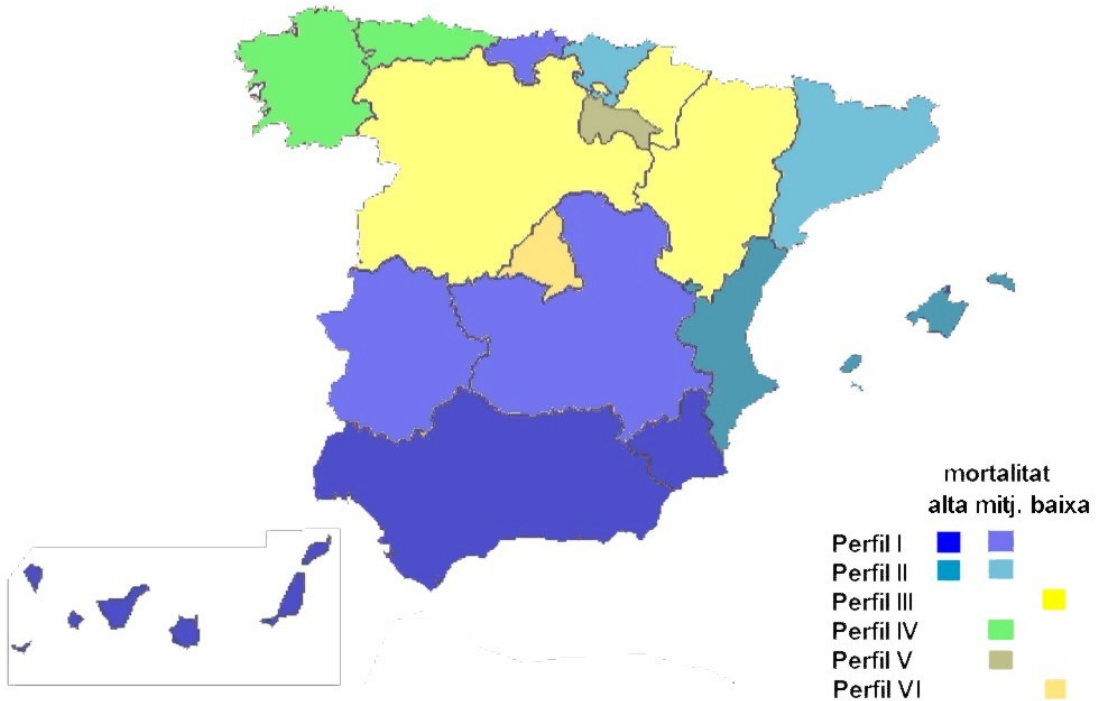 mortalitat
alta mitj. baixa
Perfil I
Perfil II
Perfil III
Perfil IV
Perfil V
Perfil VI